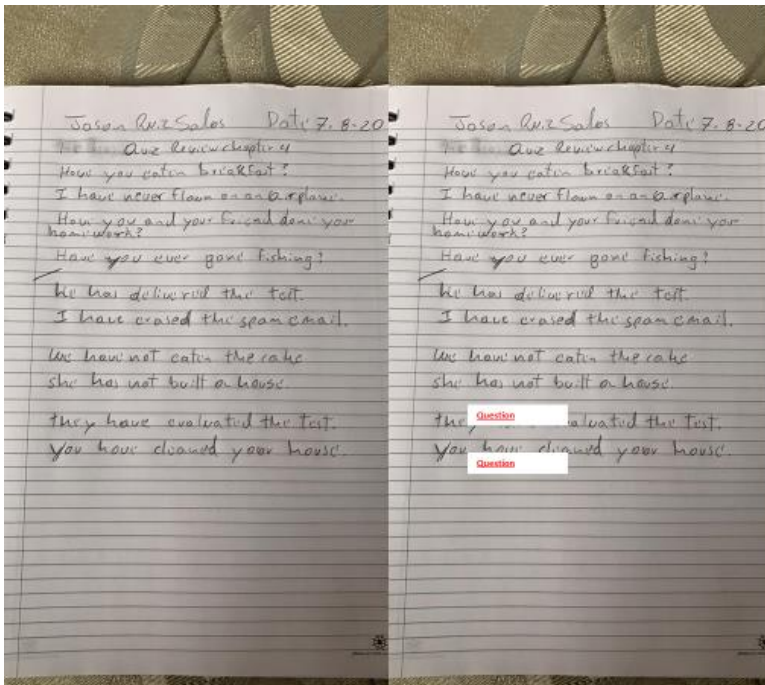 Jason Ruiz Sales Date 7-8-20
Quiz Review chapter 4
Have you eatin breakfast?
I have never flown on an airplane.
Have you and your friend done your
homework?
Have you ever gone fishing?
he has delivered the test.
I have erased the spam email.
we have not eatin the cake
she has not built a house.
they have evaluated the test.
You have cleaned your house.
Jason Ruiz Sales Date 7-8-20
Quiz Review chapter 4
Have you eatin breakfast?
I have never flown on an airplane.
Have you and your friend done your
homework?
Have you ever gone fishing?
he has delivered the test.
I have erased the spam email.
we have not eatin the cake
she has not built a house.
they the test.
Question
You have cleaned your house.
Question